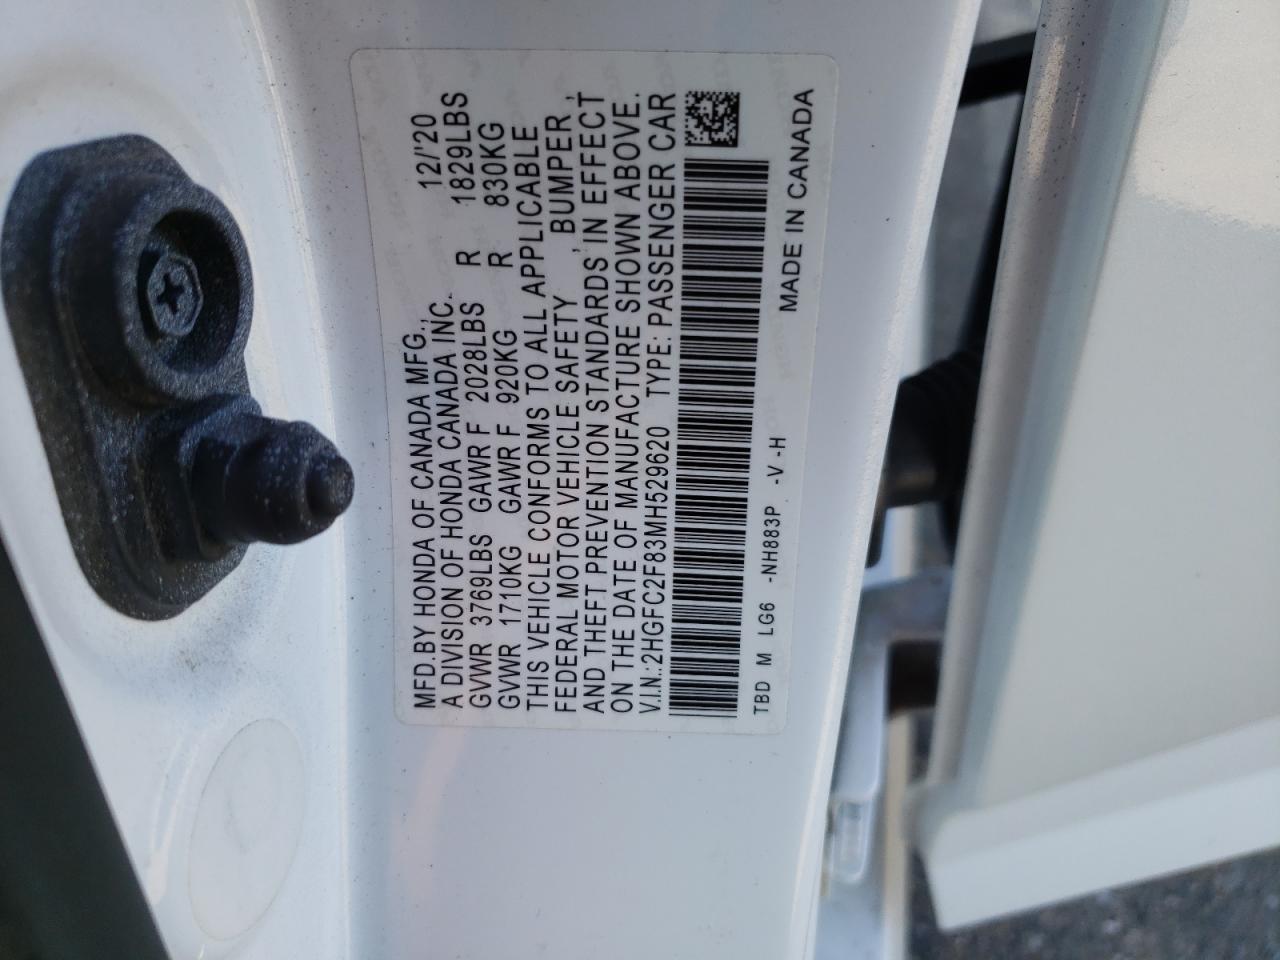 MFD.BY HONDA OF CANADA MFG., 12/'20
A DIVISION OF HONDA CANADA INC.
GVWR 3769LBS GAWR F 2028LBS R 1829LBS
GVWR 1710KG GAWR F 920KG R 830KG
THIS VEHICLE CONFORMS TO ALL APPLICABLE
FEDERAL MOTOR VEHICLE SAFETY , BUMPER ,
AND THEFT PREVENTION STANDARDS IN EFFECT
ON THE DATE OF MANUFACTURE SHOWN ABOVE.
V.I.N.:2HGFC2F83MH529620 TYPE: PASSENGER CAR
TBD M LG6 -NH883P -V -H
MADE IN CANADA